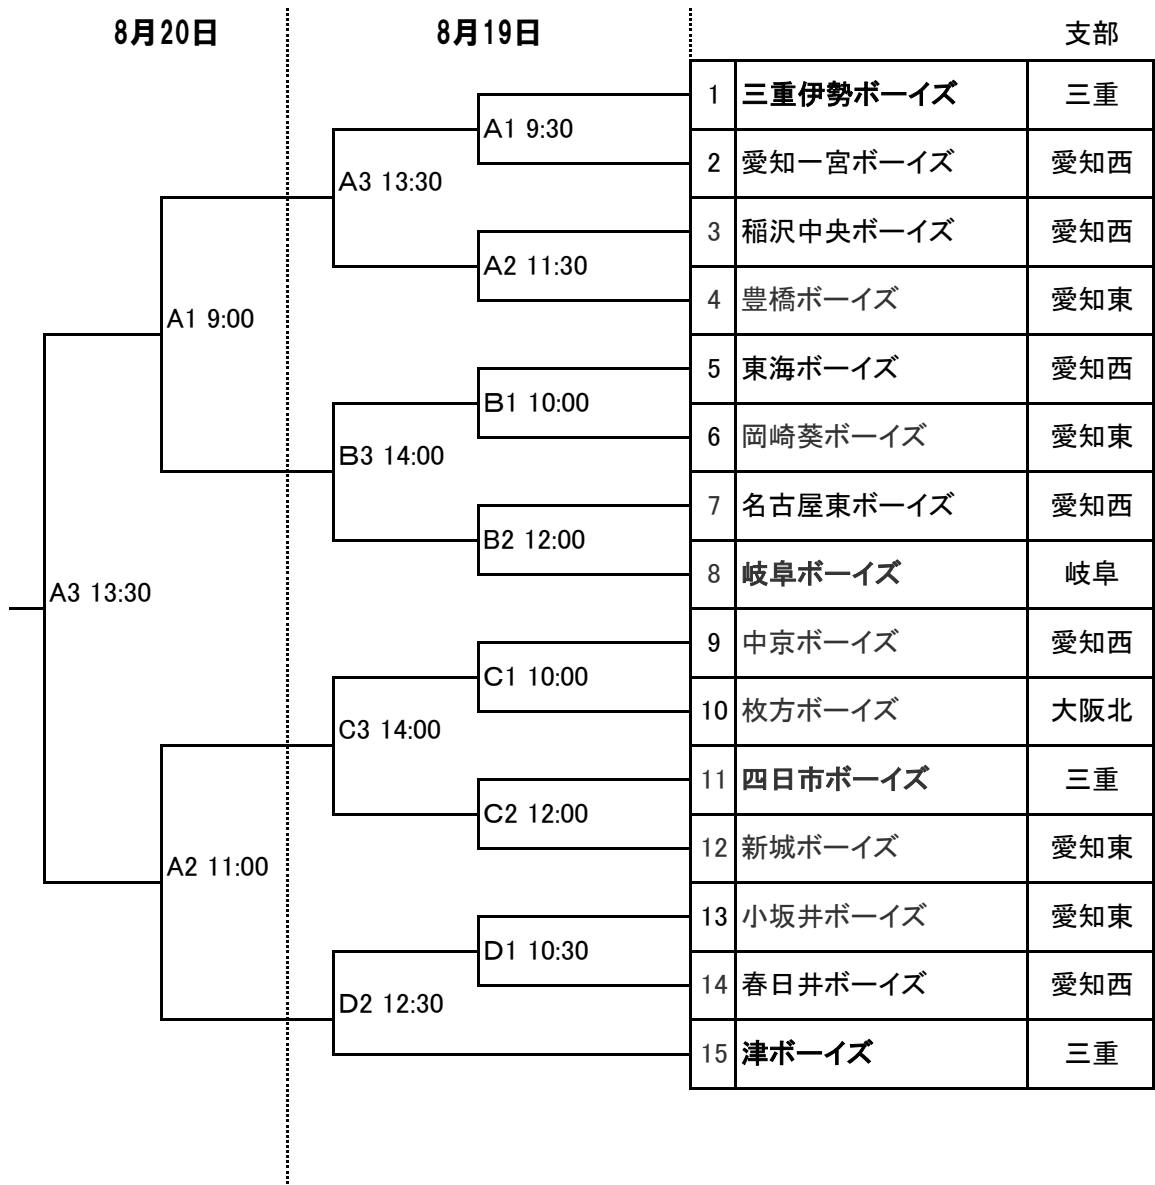 8月20日 8月19日 支部
1 三重伊勢ボーイズ 三重
A1 9:30
2 愛知一宮ボーイズ 愛知西
A3 13:30
3 稲沢中央ボーイズ 愛知西
A2 11:30
4 豊橋ボーイズ 愛知東
A1 9:00
5 東海ボーイズ 愛知西
B1 10:00
6 岡崎葵ボーイズ 愛知東
B3 14:00
7 名古屋東ボーイズ 愛知西
B2 12:00
8 岐阜ボーイズ 岐阜
A3 13:30
9 中京ボーイズ 愛知西
C1 10:00
10 枚方ボーイズ 大阪北
C3 14:00
11 四日市ボーイズ 三重
C2 12:00
12 新城ボーイズ 愛知東
A2 11:00
13 小坂井ボーイズ 愛知東
D1 10:30
14 春日井ボーイズ 愛知西
D2 12:30
15 津ボーイズ 三重